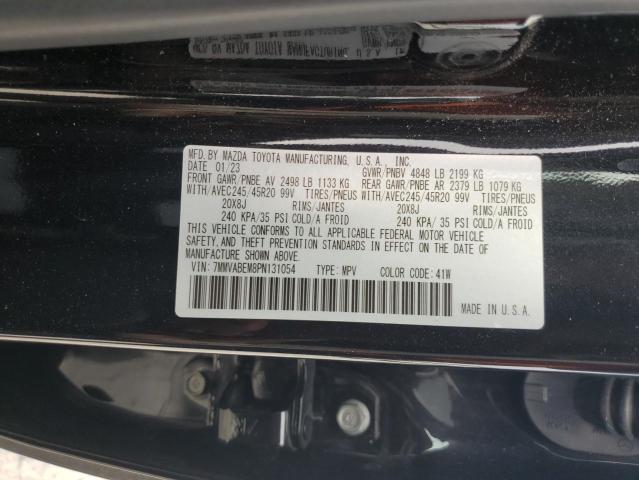 MFD. BY MAZDA TOYOTA MANUFACTURING, U.S.A., INC.
DATE 01/23 GVWR/PNBV 4848 LB 2199 KG
FRONT GAWR/PNBE AV 2498 LB 1133 KG REAR GAWR/PNBE AR 2379 LB 1079 KG
WITH/AVEC245/45R20 99V TIRES/PNEUS WITH/AVEC245/45R20 99V TIRES/PNEUS
20X8J RIMS/JANTES 20X8J RIMS/JANTES
240 KPA/35 PSI COLD/A FROID 240 KPA/35 PSI COLD/A FROID
THIS VEHICLE CONFORMS TO ALL APPLICABLE FEDERAL MOTOR VEHICLE
SAFETY, AND THEFT PREVENTION STANDARDS IN EFFECT ON THE DATE OF
MANUFACTURE SHOWN ABOVE.
VIN: 7MMVABEM8PN131054 TYPE: MPV COLOR CODE: 41W
MADE IN U.S.A.